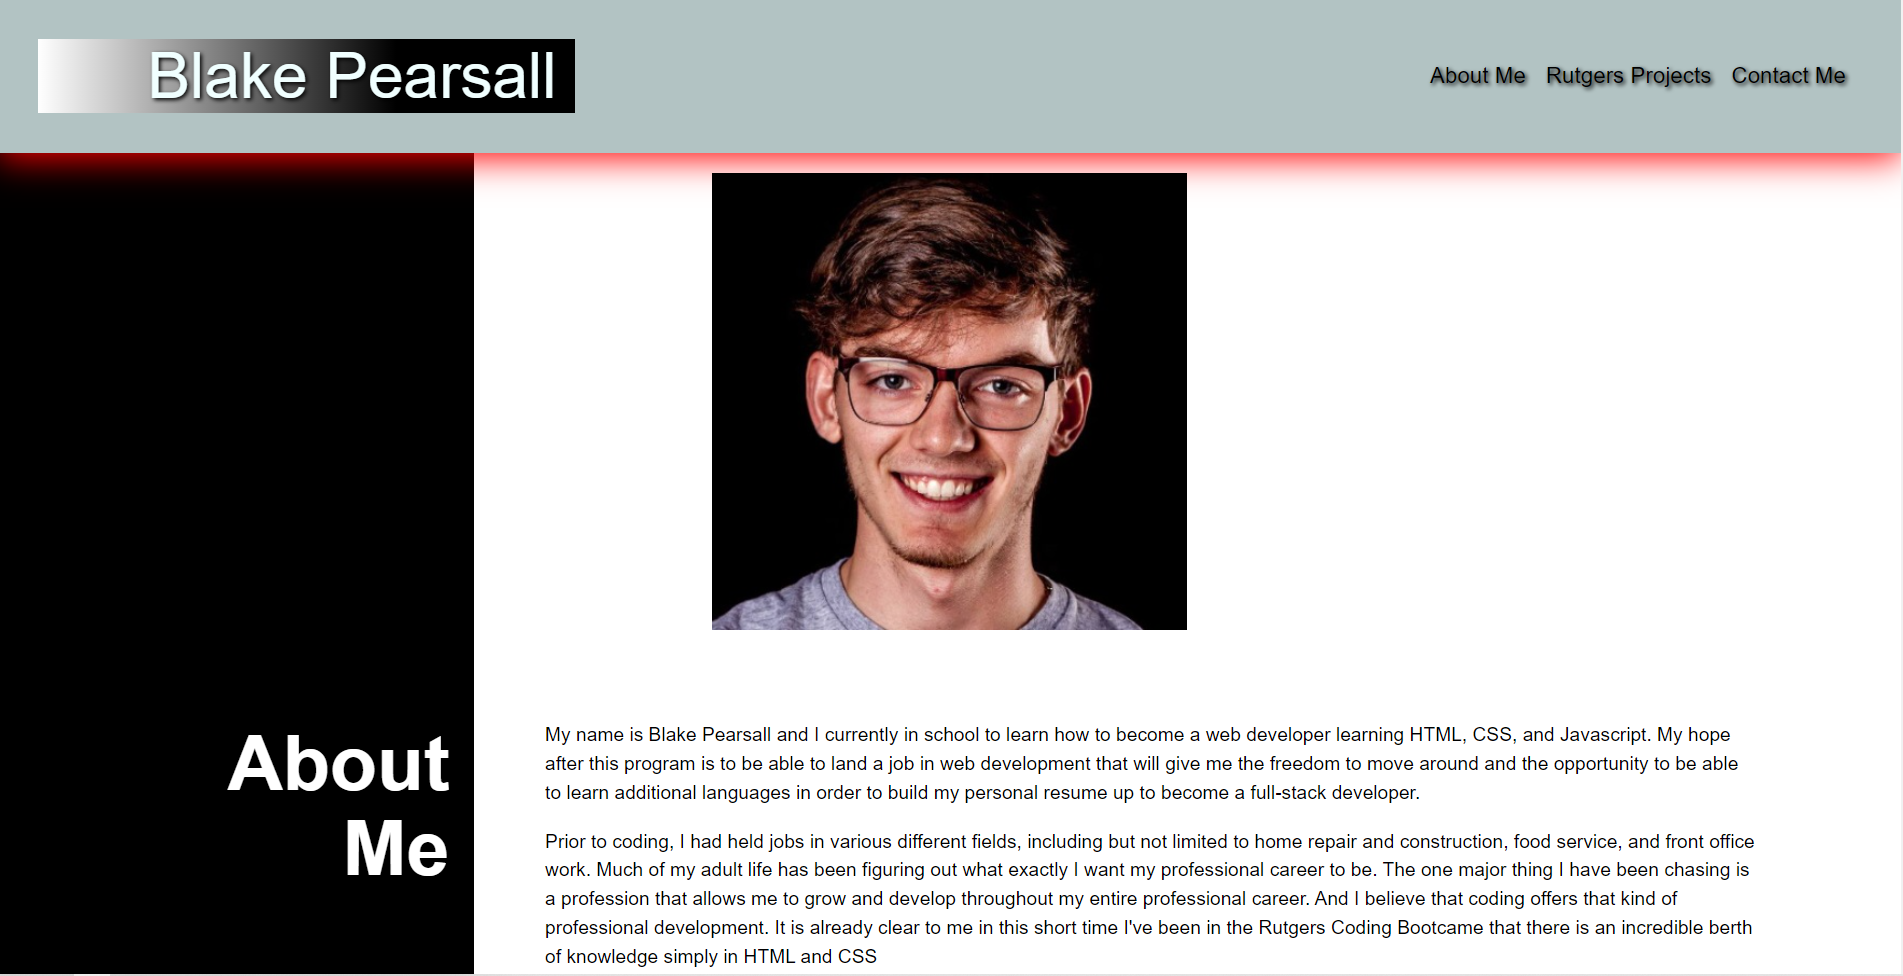 Blake Pearsall
About Me Rutgers Projects Contact Me
About
Me
My name is Blake Pearsall and I currently in school to learn how to become a web developer learning HTML, CSS, and Javascript. My hope
after this program is to be able to land a job in web development that will give me the freedom to move around and the opportunity to be able
to learn additional languages in order to build my personal resume up to become a full-stack developer.
Prior to coding, I had held jobs in various different fields, including but not limited to home repair and construction, food service, and front office
work. Much of my adult life has been figuring out what exactly I want my professional career to be. The one major thing I have been chasing is
a profession that allows me to grow and develop throughout my entire professional career. And I believe that coding offers that kind of
professional development. It is already clear to me in this short time I've been in the Rutgers Coding Bootcame that there is an incredible berth
of knowledge simply in HTML and CSS